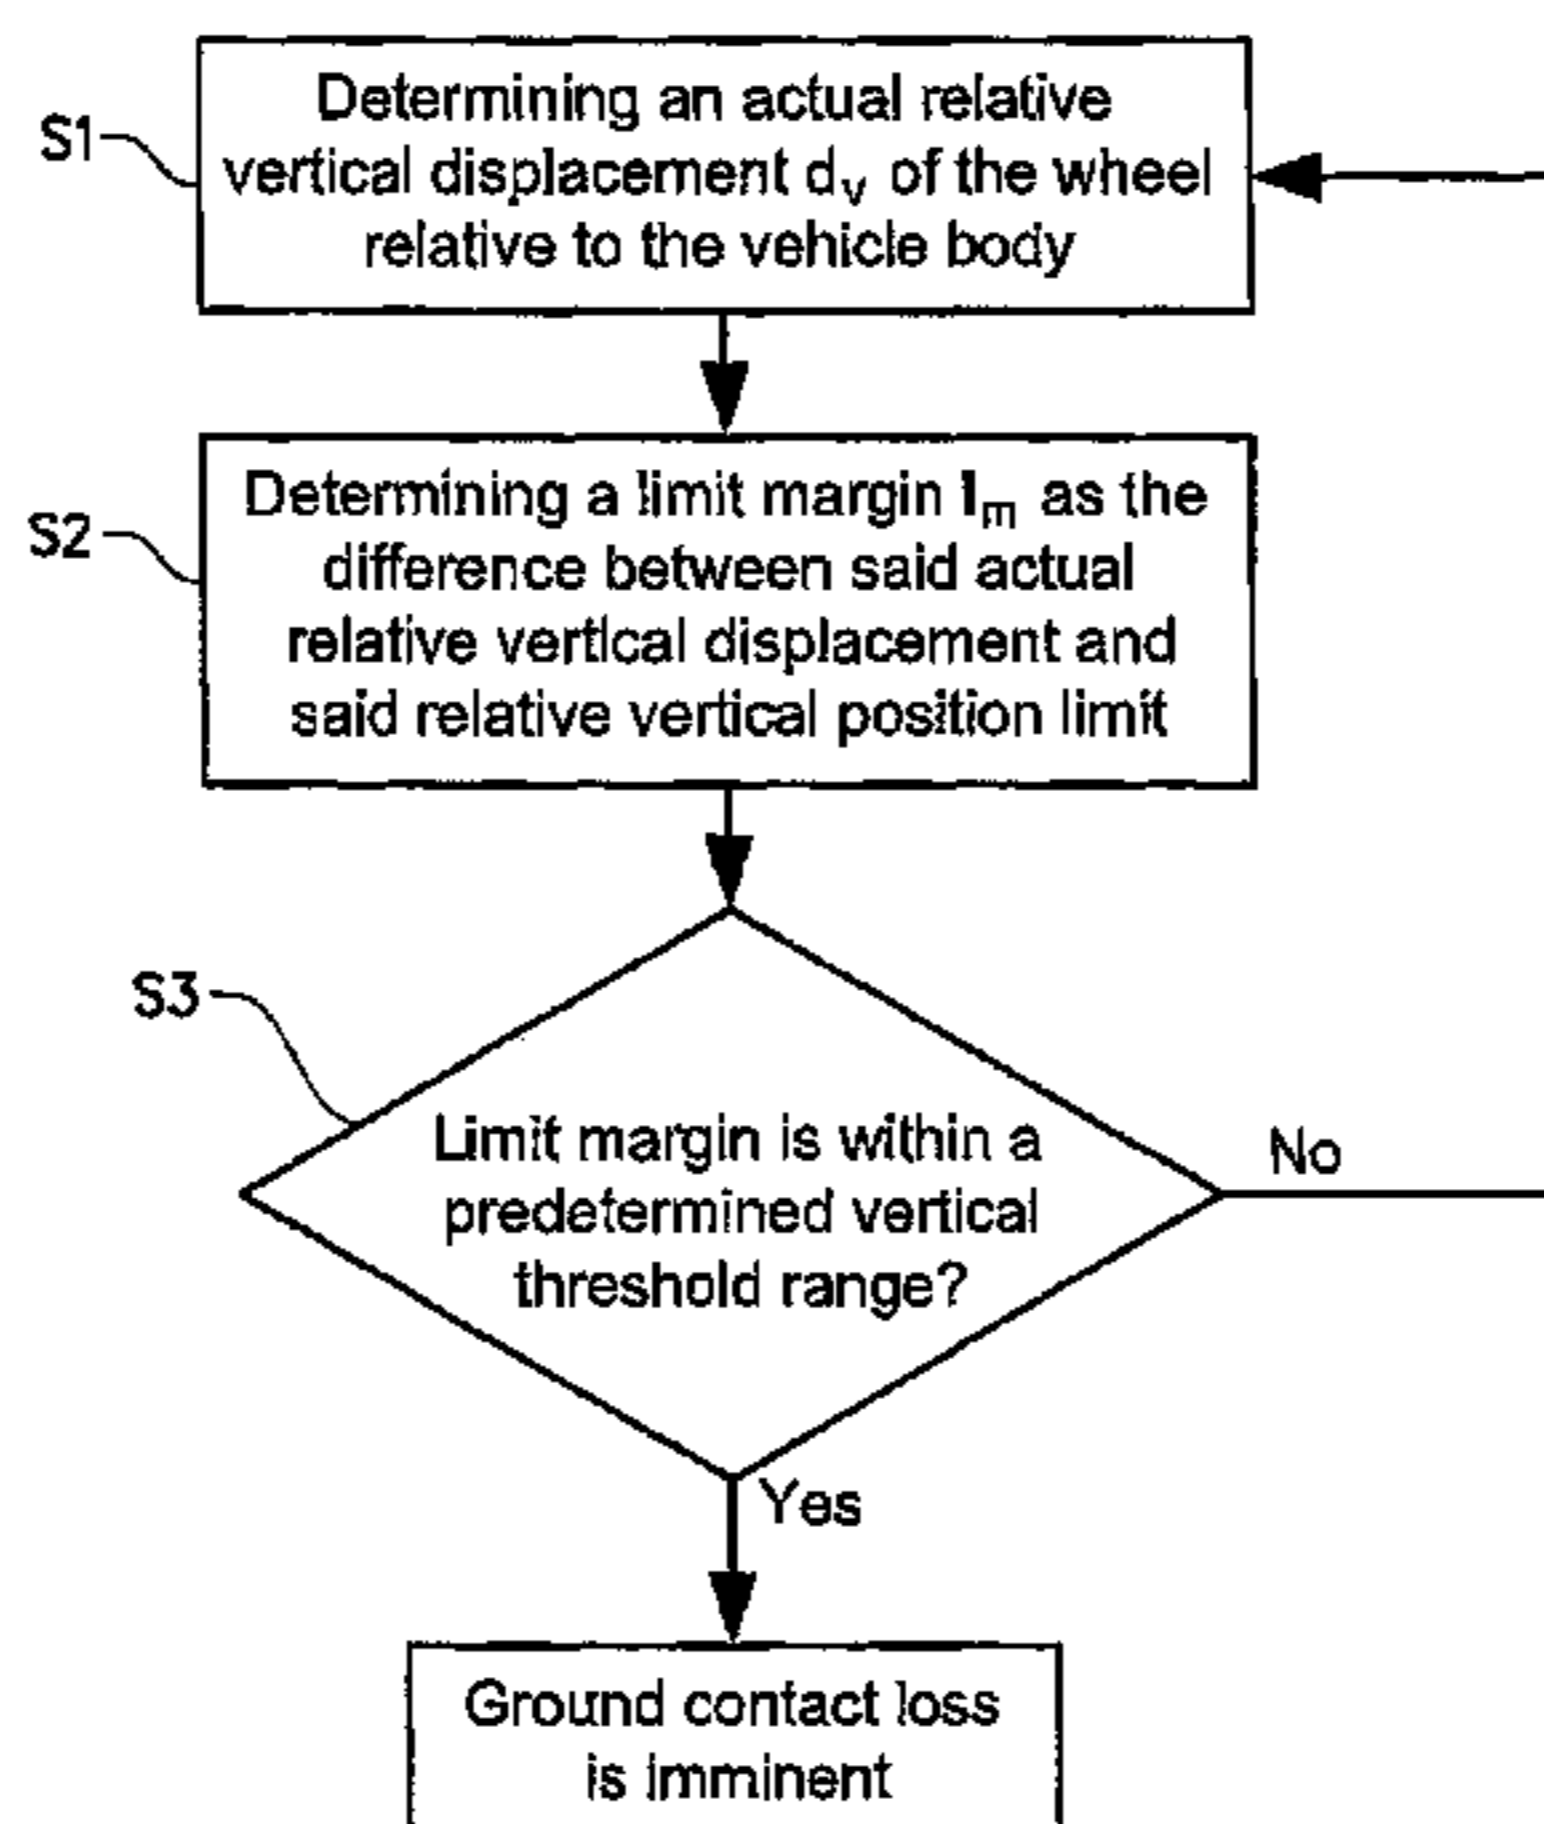 S1
Determining an actual relative
vertical displacement dv of the wheel
relative to the vehicle body
S2
Determining a limit margin lm as the
difference between said actual
relative vertical displacement and
said relative vertical position limit
S3
Limit margin is within a
predetermined vertical
threshold range?
No
Yes
Ground contact loss
is imminent